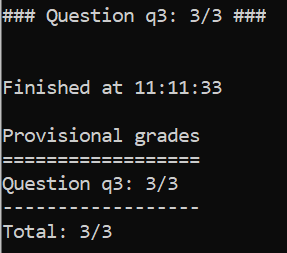 ### Question q3: 3/3 ###
Finished at 11:11:33
Provisional grades
==================
Question q3: 3/3
------------------
Total: 3/3